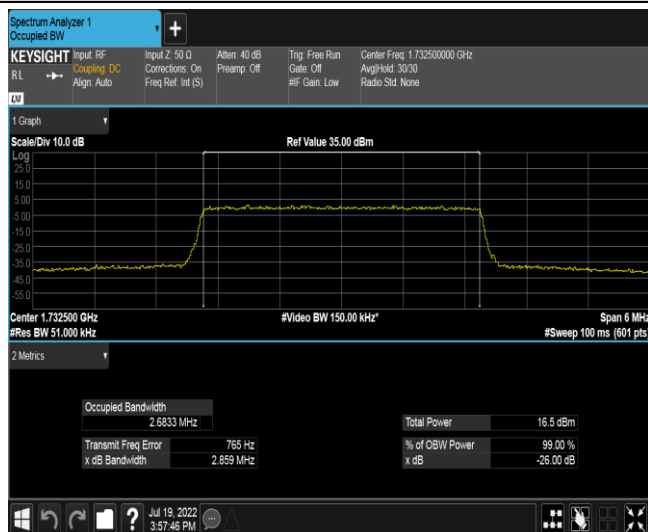 Spectrum Analyzer 1
Occupied BW
+
KEYSIGHT
RL
LXI
Input: RF
Coupling: DC
Align: Auto
Input Z: 50 Ω
Corrections: On
Freq Ref: Int (S)
Atten: 40 dB
Preamp: Off
Trig: Free Run
Gate: Off
#IF Gain: Low
Center Freq: 1.732500000 GHz
Avg|Hold: 30/30
Radio Std: None
1 Graph
Scale/Div 10.0 dB
Ref Value 35.00 dBm
Log
25.0
15.0
5.00
-5.00
-15.0
-25.0
-35.0
-45.0
-55.0
Center 1.732500 GHz
#Video BW 150.00 kHz*
Span 6 MHz
#Res BW 51.000 kHz
#Sweep 100 ms (601 pts)
2 Metrics
Occupied Bandwidth
2.6833 MHz
Total Power 16.5 dBm
Transmit Freq Error 765 Hz
% of OBW Power 99.00 %
x dB Bandwidth 2.859 MHz
x dB -26.00 dB
?
Jul 19, 2022
3:57:46 PM